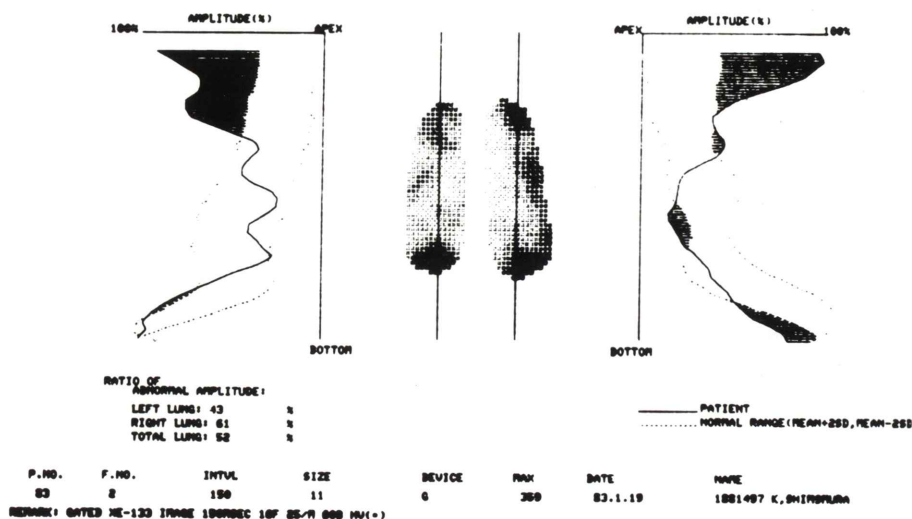 AMPLITUDE(%)
100%
APEX
BOTTOM
AMPLITUDE(%)
APEX
100%
BOTTOM
RATIO OF
ABNORMAL AMPLITUDE:
LEFT LUNG: 43 %
RIGHT LUNG: 61 %
TOTAL LUNG: 52 %
PATIENT
NORMAL RANGE(MEAN+2SD,MEAN-2SD
P.NO. F.NO. INTVL SIZE DEVICE MAX DATE NAME
83 2 150 11 G 350 83.1.19 K,SHIMOMURA
REMARK: GATED XE-133 IMAGE